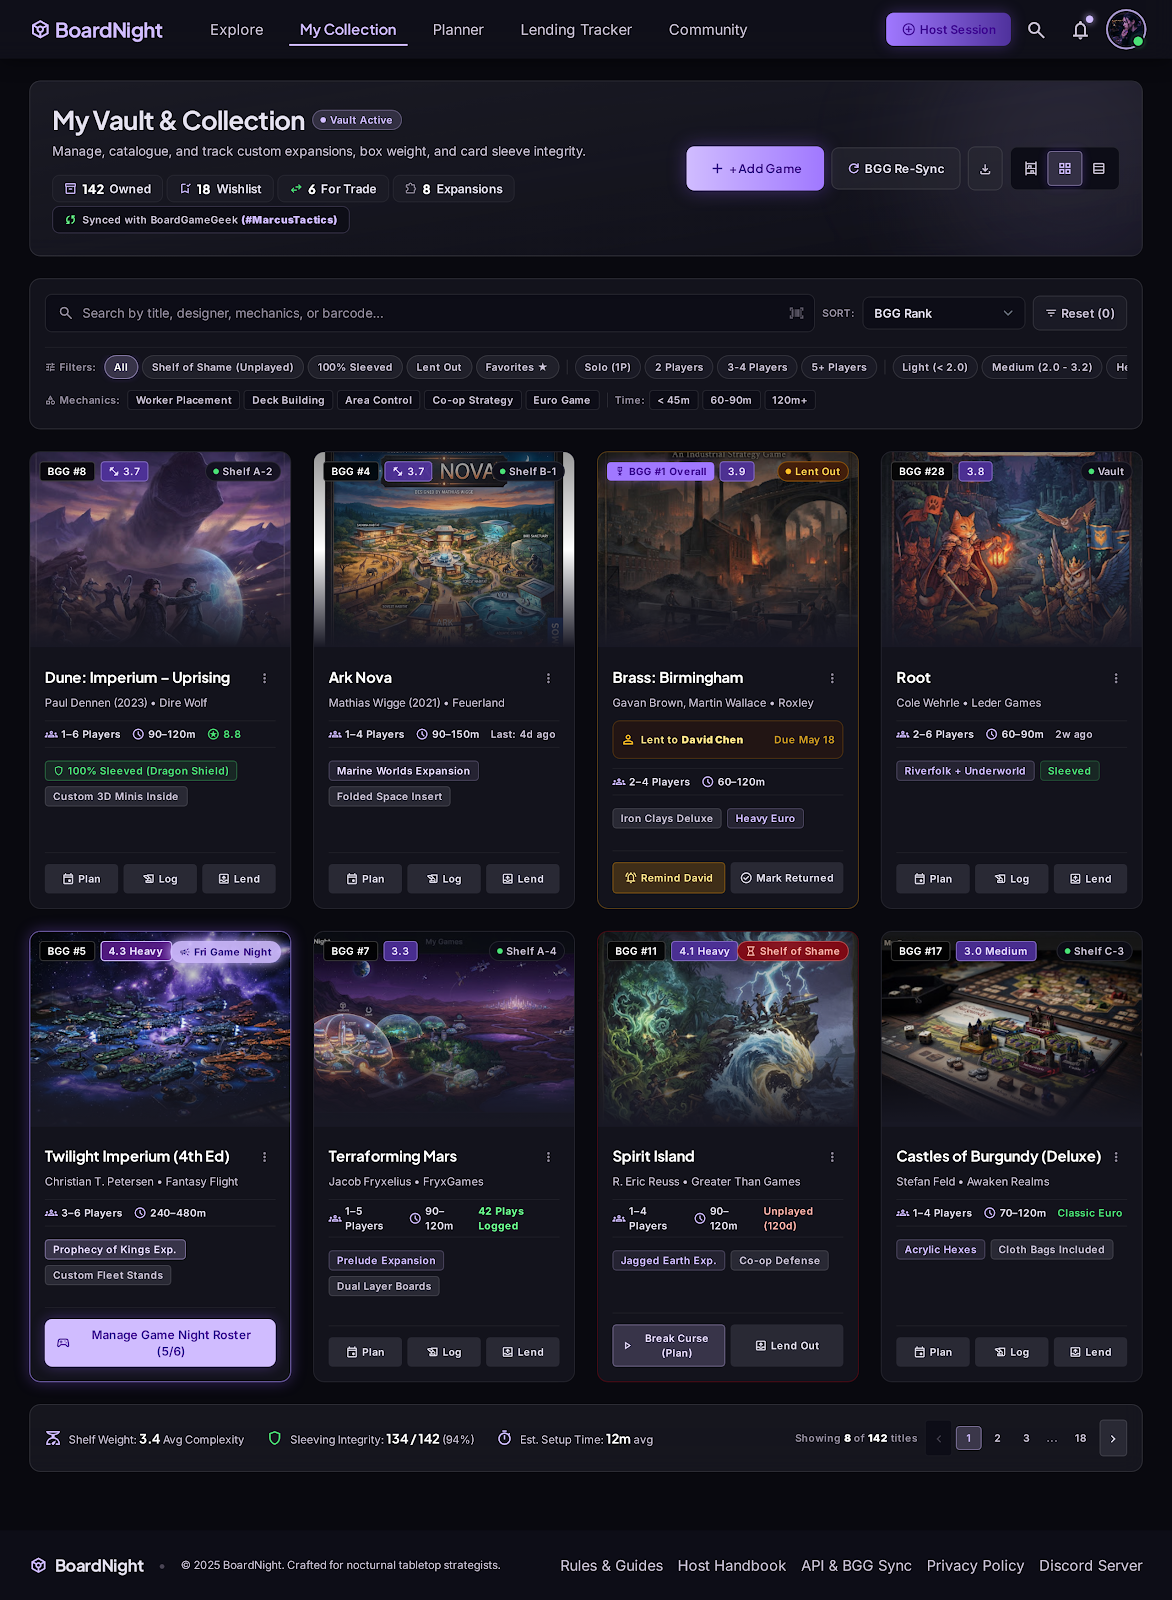 BoardNight
Explore
My Collection
Planner
Lending Tracker
Community
Host Session
My Vault & Collection
Vault Active
Manage, catalogue, and track custom expansions, box weight, and card sleeve integrity.
142 Owned
18 Wishlist
6 For Trade
8 Expansions
Synced with BoardGameGeek (#MarcusTactics)
+ Add Game
BGG Re-Sync
Search by title, designer, mechanics, or barcode...
SORT:
BGG Rank
Reset (0)
Filters:
All
Shelf of Shame (Unplayed)
100% Sleeved
Lent Out
Favorites ★
Solo (1P)
2 Players
3-4 Players
5+ Players
Light (< 2.0)
Medium (2.0 - 3.2)
He
Mechanics:
Worker Placement
Deck Building
Area Control
Co-op Strategy
Euro Game
Time:
< 45m
60-90m
120m+
BGG #8
3.7
Shelf A-2
Dune: Imperium – Uprising
Paul Dennen (2023) • Dire Wolf
1–6 Players
90–120m
8.8
100% Sleeved (Dragon Shield)
Custom 3D Minis Inside
Plan
Log
Lend
BGG #4
3.7
NOVA
Shelf B-1
ARK
Ark Nova
Mathias Wigge (2021) • Feuerland
1–4 Players
90–150m
Last: 4d ago
Marine Worlds Expansion
Folded Space Insert
Plan
Log
Lend
An Industrial Strategy Game
BGG #1 Overall
3.9
Lent Out
Brass: Birmingham
Gavan Brown, Martin Wallace • Roxley
Lent to David Chen
Due May 18
2–4 Players
60–120m
Iron Clays Deluxe
Heavy Euro
Remind David
Mark Returned
BGG #28
3.8
Vault
Root
Cole Wehrle • Leder Games
2–6 Players
60–90m
2w ago
Riverfolk + Underworld
Sleeved
Plan
Log
Lend
BGG #5
4.3 Heavy
Fri Game Night
Twilight Imperium (4th Ed)
Christian T. Petersen • Fantasy Flight
3–6 Players
240–480m
Prophecy of Kings Exp.
Custom Fleet Stands
Manage Game Night Roster
(5/6)
Night
BGG #7
3.3
My Games
Shelf A-4
Terraforming Mars
Jacob Fryxelius • FryxGames
1–5
Players
90–
120m
42 Plays
Logged
Prelude Expansion
Dual Layer Boards
Plan
Log
Lend
BGG #11
4.1 Heavy
Shelf of Shame
Spirit Island
R. Eric Reuss • Greater Than Games
1–4
Players
90–
120m
Unplayed
(120d)
Jagged Earth Exp.
Co-op Defense
Break Curse
(Plan)
Lend Out
BGG #17
3.0 Medium
Shelf C-3
Castles of Burgundy (Deluxe)
Stefan Feld • Awaken Realms
1–4 Players
70–120m
Classic Euro
Acrylic Hexes
Cloth Bags Included
Plan
Log
Lend
Shelf Weight: 3.4 Avg Complexity
Sleeving Integrity: 134 / 142 (94%)
Est. Setup Time: 12m avg
Showing 8 of 142 titles
1
2
3
...
18
BoardNight
© 2025 BoardNight. Crafted for nocturnal tabletop strategists.
Rules & Guides
Host Handbook
API & BGG Sync
Privacy Policy
Discord Server